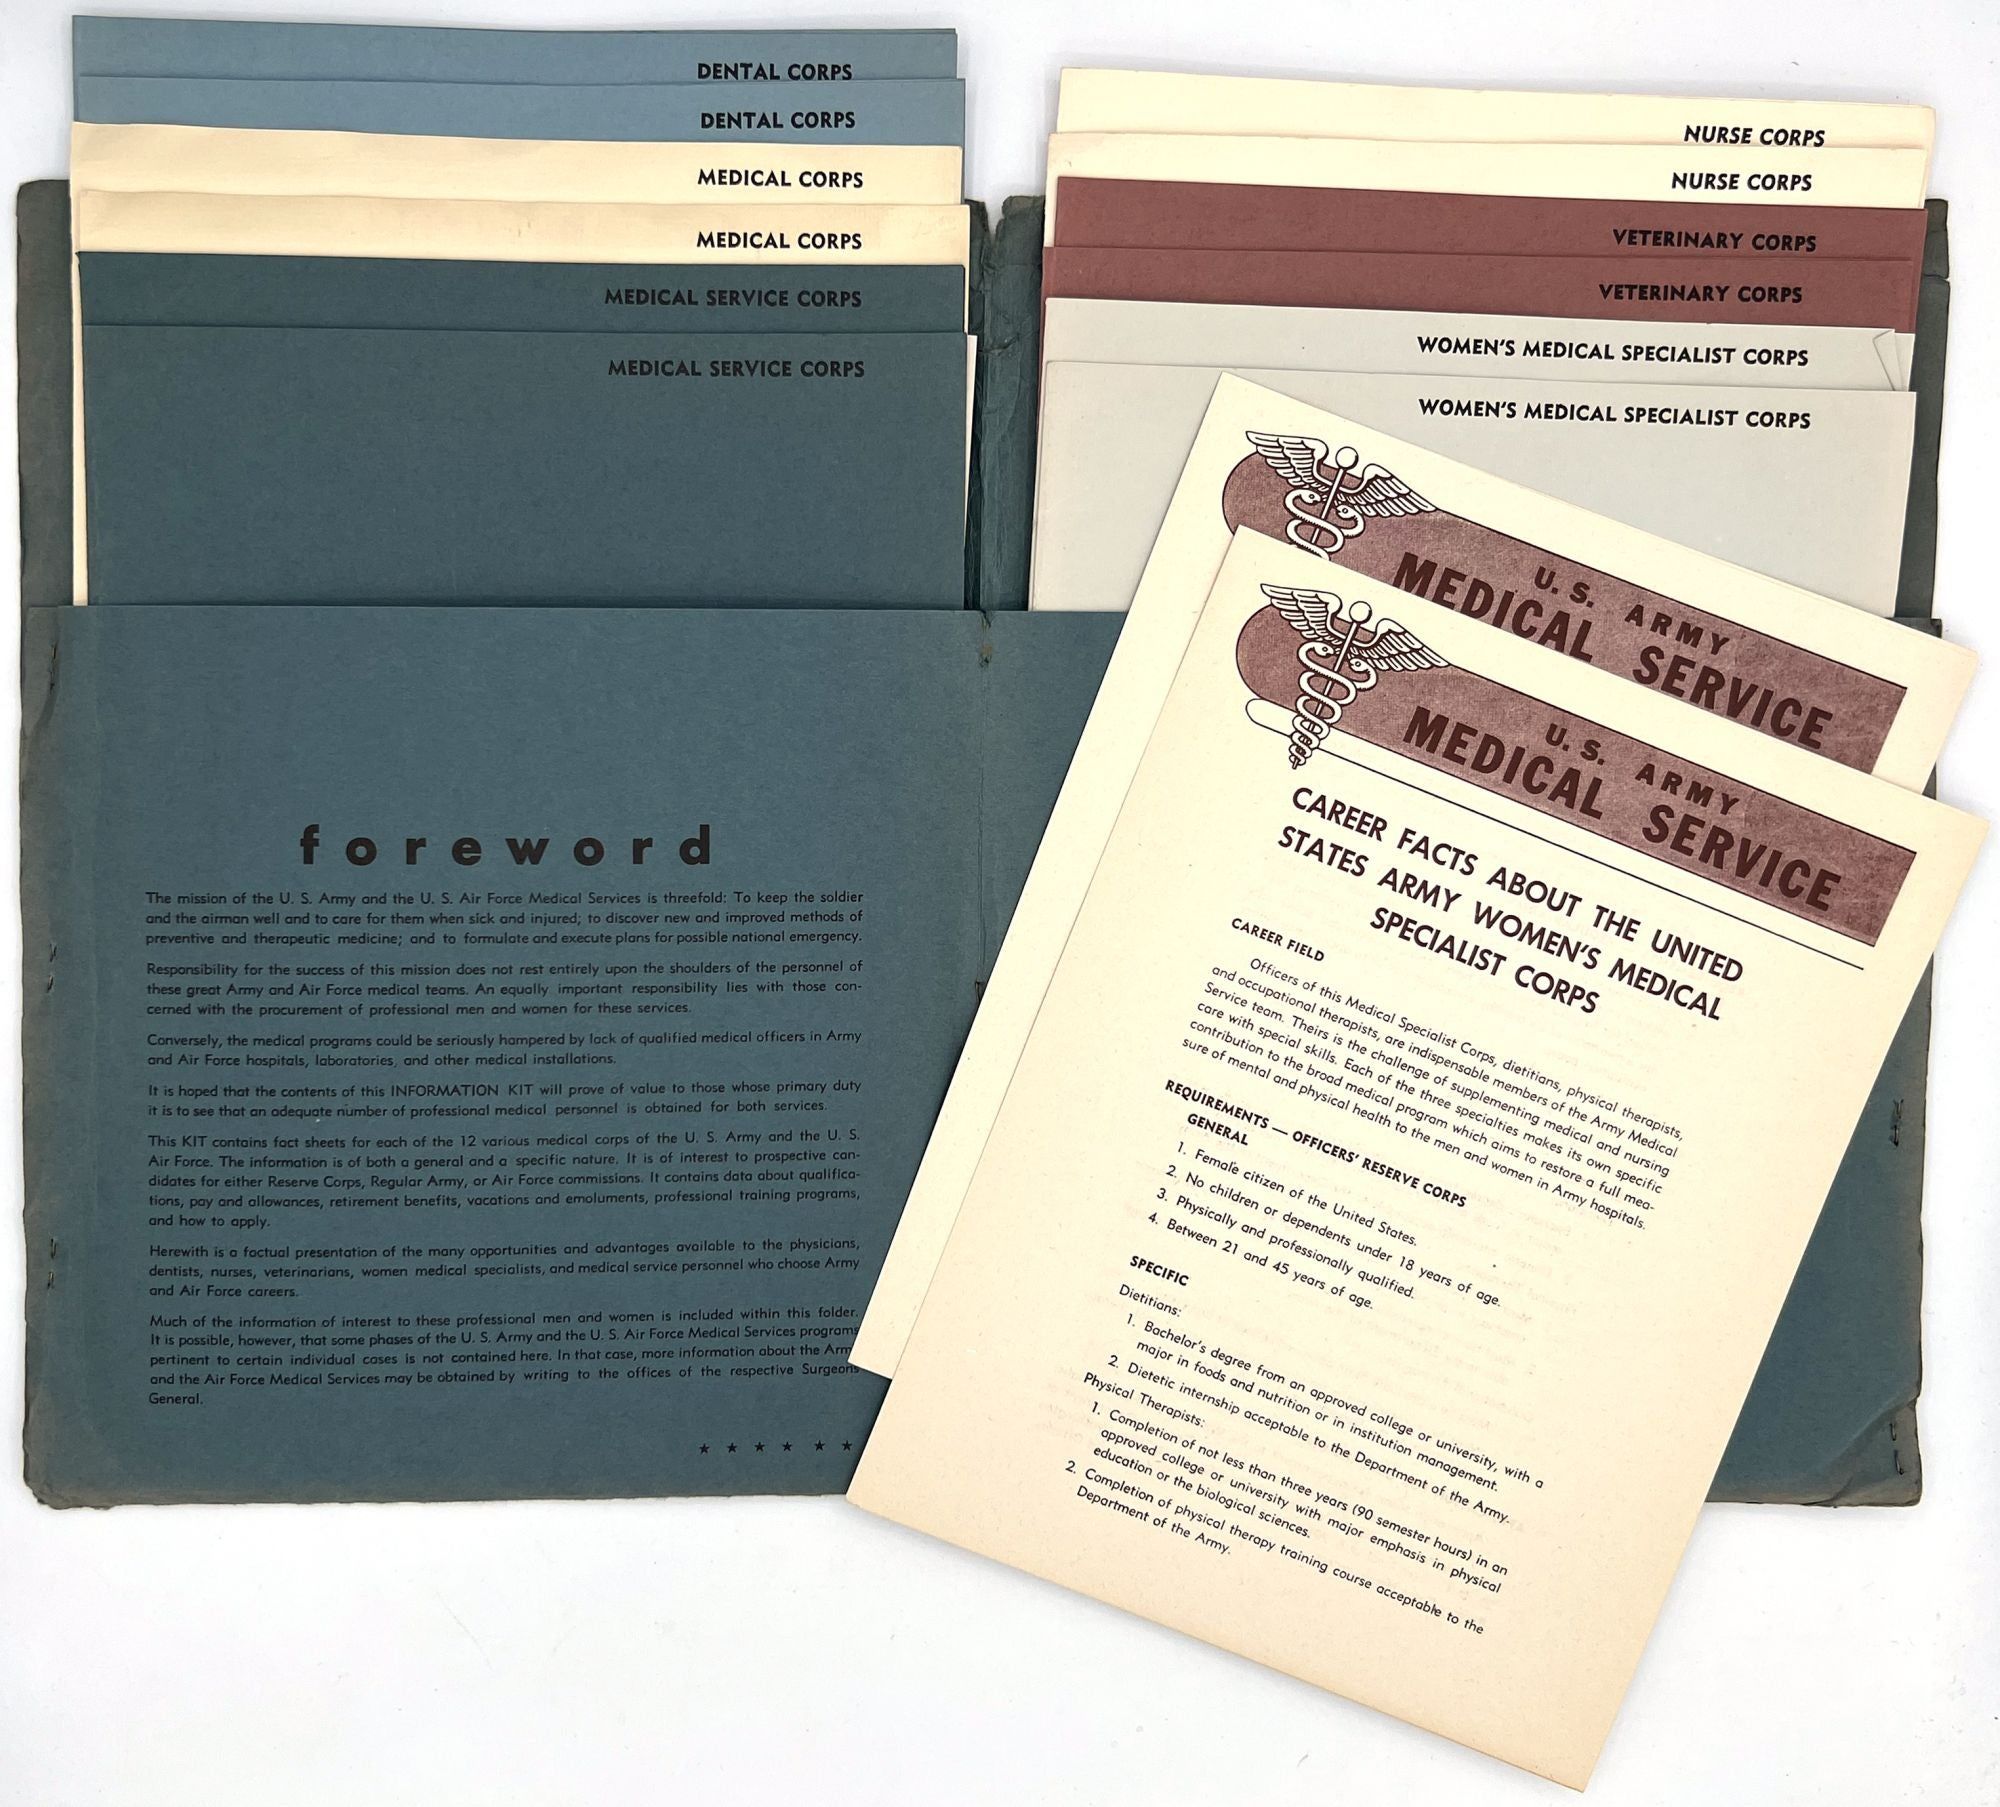 DENTAL CORPS
DENTAL CORPS
MEDICAL CORPS
MEDICAL CORPS
MEDICAL SERVICE CORPS
MEDICAL SERVICE CORPS
foreword
The mission of the U. S. Army and the U. S. Air Force Medical Services is threefold: To keep the soldier
and the airman well and to care for them when sick and injured; to discover new and improved methods of
preventive and therapeutic medicine; and to formulate and execute plans for possible national emergency.
Responsibility for the success of this mission does not rest entirely upon the shoulders of the personnel of
these great Army and Air Force medical teams. An equally important responsibility lies with those con-
cerned with the procurement of professional men and women for these services.
Conversely, the medical programs could be seriously hampered by lack of qualified medical officers in Army
and Air Force hospitals, laboratories, and other medical installations.
It is hoped that the contents of this INFORMATION KIT will prove of value to those whose primary duty
it is to see that an adequate number of professional medical personnel is obtained for both services.
This KIT contains fact sheets for each of the 12 various medical corps of the U. S. Army and the U. S.
Air Force. The information is of both a general and a specific nature. It is of interest to prospective can-
didates for either Reserve Corps, Regular Army, or Air Force commissions. It contains data about qualifica-
tions, pay and allowances, retirement benefits, vacations and emoluments, professional training programs,
and how to apply.
Herewith is a factual presentation of the many opportunities and advantages available to the physicians,
dentists, nurses, veterinarians, women medical specialists, and medical service personnel who choose Army
and Air Force careers.
Much of the information of interest to these professional men and women is included within this folder.
It is possible, however, that some phases of the U. S. Army and the U. S. Air Force Medical Services programs
pertinent to certain individual cases is not contained here. In that case, more information about the Army
and the Air Force Medical Services may be obtained by writing to the offices of the respective Surgeons
General.
★ ★ ★ ★ ★ ★
NURSE CORPS
NURSE CORPS
VETERINARY CORPS
VETERINARY CORPS
WOMEN'S MEDICAL SPECIALIST CORPS
WOMEN'S MEDICAL SPECIALIST CORPS
U. S. ARMY
MEDICAL SERVICE
U. S. ARMY
MEDICAL SERVICE
CAREER FACTS ABOUT THE UNITED
STATES ARMY WOMEN'S MEDICAL
SPECIALIST CORPS
CAREER FIELD
Officers of this Medical Specialist Corps, dietitians, physical therapists,
and occupational therapists, are indispensable members of the Army Medical
Service team. Theirs is the challenge of supplementing medical and nursing
care with special skills. Each of the three specialties makes its own specific
contribution to the broad medical program which aims to restore a full mea-
sure of mental and physical health to the men and women in Army hospitals.
REQUIREMENTS — OFFICERS' RESERVE CORPS
GENERAL
1. Female citizen of the United States.
2. No children or dependents under 18 years of age.
3. Physically and professionally qualified.
4. Between 21 and 45 years of age.
SPECIFIC
Dietitians:
1. Bachelor's degree from an approved college or university, with a
major in foods and nutrition or in institution management.
2. Dietetic internship acceptable to the Department of the Army.
Physical Therapists:
1. Completion of not less than three years (90 semester hours) in an
approved college or university with major emphasis in physical
education or the biological sciences.
2. Completion of physical therapy training course acceptable to the
Department of the Army.